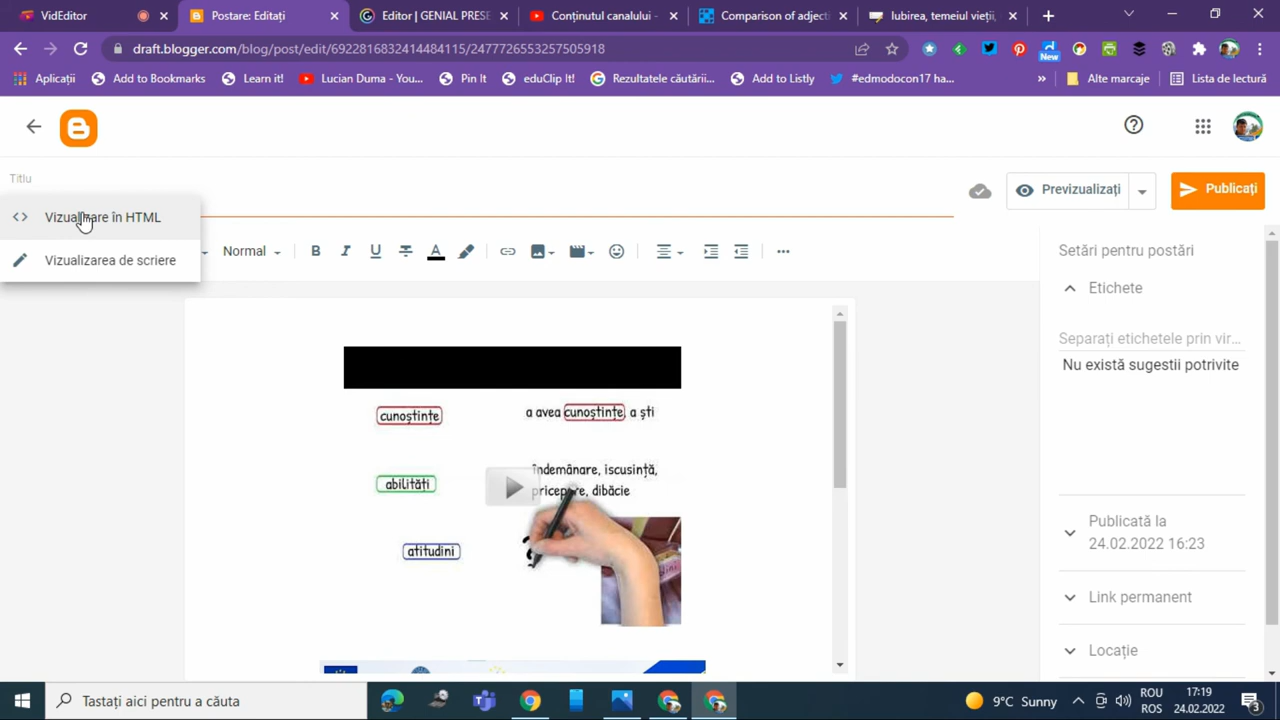 VidEditor
Postare: Editați
Editor | GENIAL PRESE
Conținutul canalului -
Comparison of adjecti
Iubirea, temeiul vieții,
draft.blogger.com/blog/post/edit/6922816832414484115/2477726553257505918
New
Aplicații
Add to Bookmarks
Learn it!
Lucian Duma - You...
Pin It
eduClip It!
Rezultatele căutării...
Add to Listly
#edmodocon17 ha...
»
Alte marcaje
Lista de lectură
Titlu
Previzualizați
Publicați
Vizualizare în HTML
Vizualizarea de scriere
Normal
B
I
U
A
Setări pentru postări
Etichete
Separați etichetele prin vir...
Nu există sugestii potrivite
cunoștințe
a avea cunoștințe, a ști
abilități
îndemânare, iscusință,
pricepere, dibăcie
atitudini
Publicată la
24.02.2022 16:23
Link permanent
Locație
Tastați aici pentru a căuta
9°C Sunny
ROU
ROS
17:19
24.02.2022
3